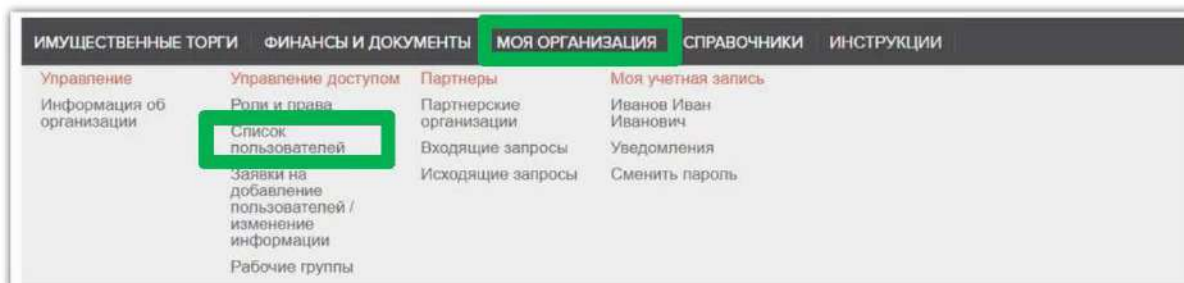 ИМУЩЕСТВЕННЫЕ ТОРГИ ФИНАНСЫ И ДОКУМЕНТЫ МОЯ ОРГАНИЗАЦИЯ СПРАВОЧНИКИ ИНСТРУКЦИИ
Управление
Информация об
организации
Управление доступом
Роли и права
Список
пользователей
Заявки на
добавление
пользователей /
изменение
информации
Рабочие группы
Партнеры
Партнерские
организации
Входящие запросы
Исходящие запросы
Моя учетная запись
Иванов Иван
Иванович
Уведомления
Сменить пароль